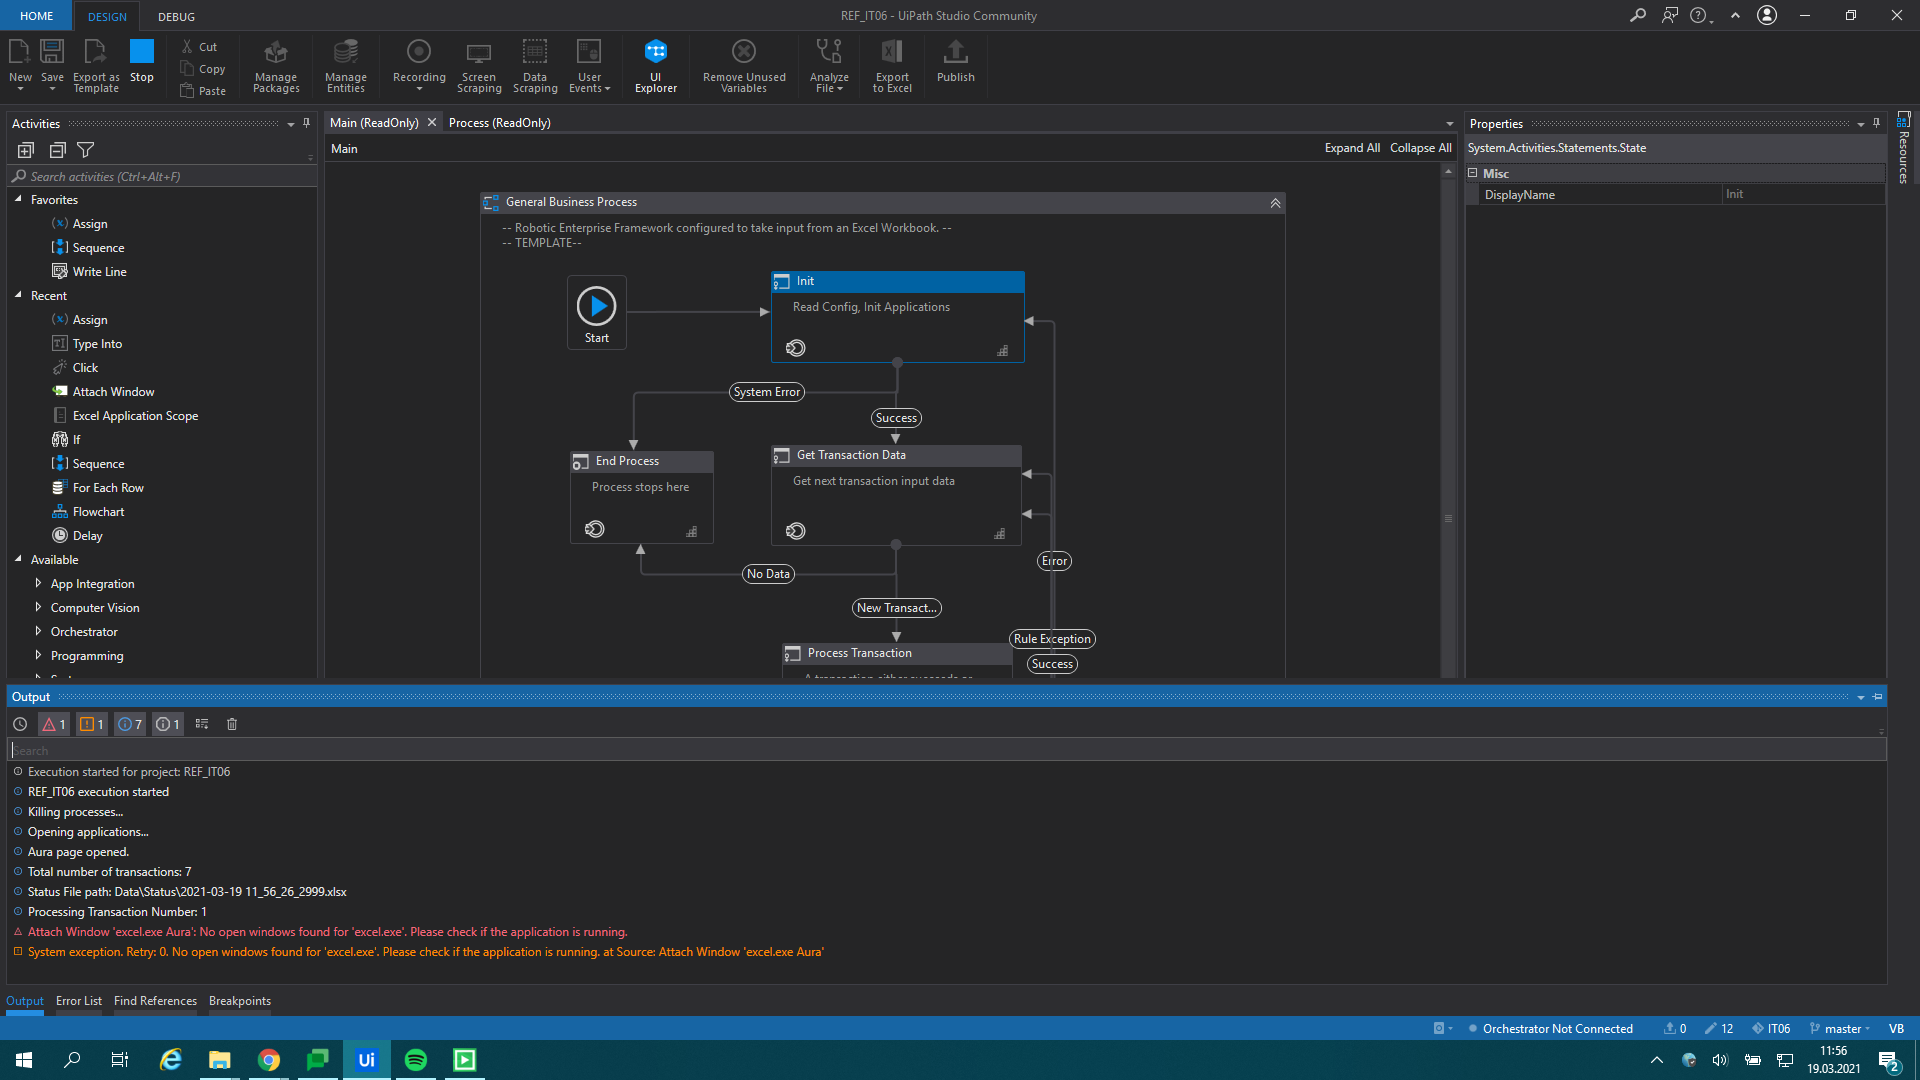 HOME
DESIGN
DEBUG
REF_IT06 - UiPath Studio Community
New
Save
Export as Template
Stop
Cut
Copy
Paste
Manage Packages
Manage Entities
Recording
Screen Scraping
Data Scraping
User Events
UI Explorer
Remove Unused Variables
Analyze File
Export to Excel
Publish
Activities
Search activities (Ctrl+Alt+F)
Favorites
Assign
Sequence
Write Line
Recent
Assign
Type Into
Click
Attach Window
Excel Application Scope
If
Sequence
For Each Row
Flowchart
Delay
Available
App Integration
Computer Vision
Orchestrator
Programming
Main (ReadOnly)
Process (ReadOnly)
Main
Expand All
Collapse All
General Business Process
-- Robotic Enterprise Framework configured to take input from an Excel Workbook. --
-- TEMPLATE--
Start
Init
Read Config, Init Applications
System Error
Success
End Process
Process stops here
Get Transaction Data
Get next transaction input data
No Data
Error
New Transact...
Rule Exception
Process Transaction
Success
Properties
System.Activities.Statements.State
Misc
DisplayName
Init
Resources
Output
1
1
7
1
Search
Execution started for project: REF_IT06
REF_IT06 execution started
Killing processes...
Opening applications...
Aura page opened.
Total number of transactions: 7
Status File path: Data\Status\2021-03-19 11_56_26_2999.xlsx
Processing Transaction Number: 1
Attach Window 'excel.exe Aura': No open windows found for 'excel.exe'. Please check if the application is running.
System exception. Retry: 0. No open windows found for 'excel.exe'. Please check if the application is running. at Source: Attach Window 'excel.exe Aura'
Output
Error List
Find References
Breakpoints
Orchestrator Not Connected
0
12
IT06
master
VB
Ui
11:56
19.03.2021
2